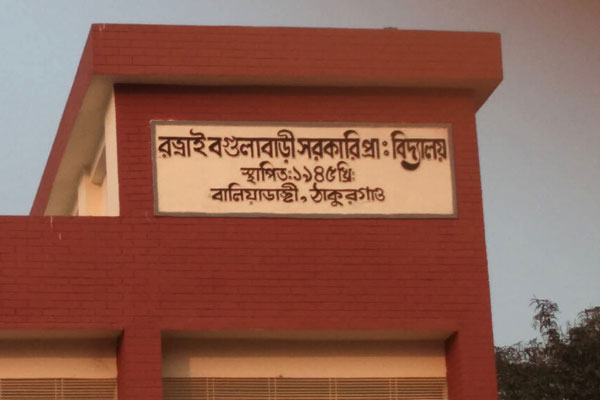 রত্নাই বগুলাবাড়ী সরকারি প্রা: বিদ্যালয়
স্থাপিত:১৯৪৫খ্রি:
বালিয়াডাঙ্গী, ঠাকুরগাও